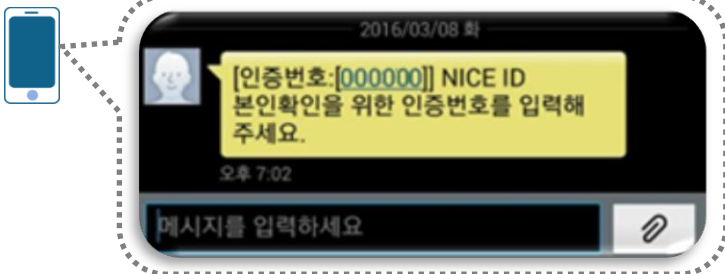 2016/03/08 화
[인증번호:[000000]] NICE ID
본인확인을 위한 인증번호를 입력해
주세요.
오후 7:02
메시지를 입력하세요